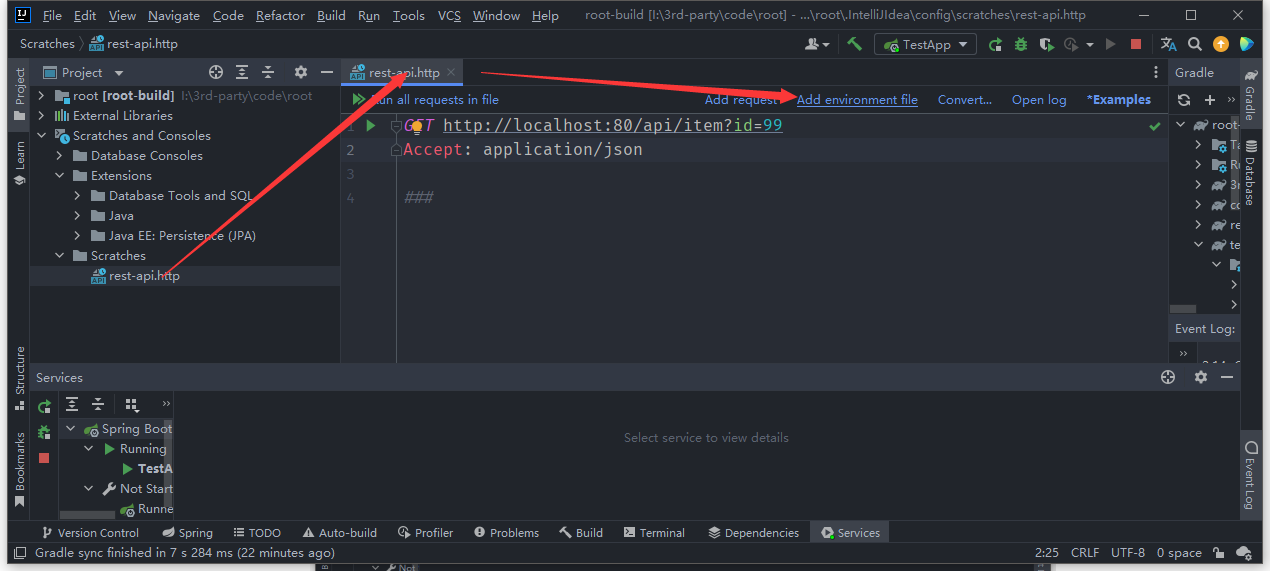 File Edit View Navigate Code Refactor Build Run Tools VCS Window Help root-build [I:\3rd-party\code\root] - ...\root\.IntelliJIdea\config\scratches\rest-api.http
Scratches rest-api.http TestApp
Project rest-api.http Gradle
root [root-build] I:\3rd-party\code\root
Run all requests in file Add request Add environment file Convert... Open log *Examples
External Libraries
Scratches and Consoles
Database Consoles
Extensions
Database Tools and SQL
Java
Java EE: Persistence (JPA)
Scratches
rest-api.http
1 GET http://localhost:80/api/item?id=99
2 Accept: application/json
3
4 ###
root-
Event Log:
Project
Learn
Structure
Bookmarks
Gradle
Database
Event Log
Services
Spring Boot
Running
TestA
Not Start
Runne
Select service to view details
Version Control Spring TODO Auto-build Profiler Problems Build Terminal Dependencies Services
Gradle sync finished in 7 s 284 ms (22 minutes ago) 2:25 CRLF UTF-8 0 space
Not